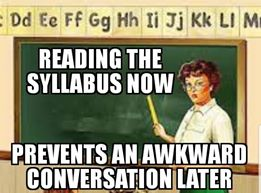 Dd Ee Ff Gg Hh Ii Jj Kk Ll
READING THE
SYLLABUS NOW
PREVENTS AN AWKWARD
CONVERSATION LATER